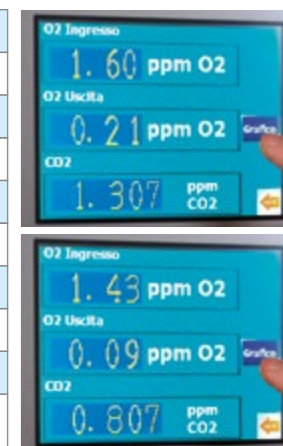 O2 Ingresso
1. 60 ppm O2
O2 Uscita
0. 21 ppm O2
Grafico
CO2
1. 307 ppm CO2
O2 Ingresso
1. 43 ppm O2
O2 Uscita
0. 09 ppm O2
Grafico
CO2
0. 807 ppm CO2